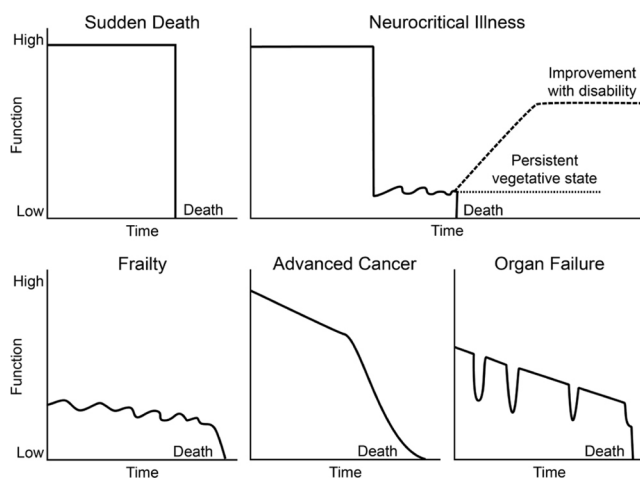 Sudden Death
High
Function
Low
Death
Time
Neurocritical Illness
Improvement
with disability
Persistent
vegetative state
Death
Time
Frailty
High
Function
Low
Death
Time
Advanced Cancer
Death
Time
Organ Failure
Death
Time